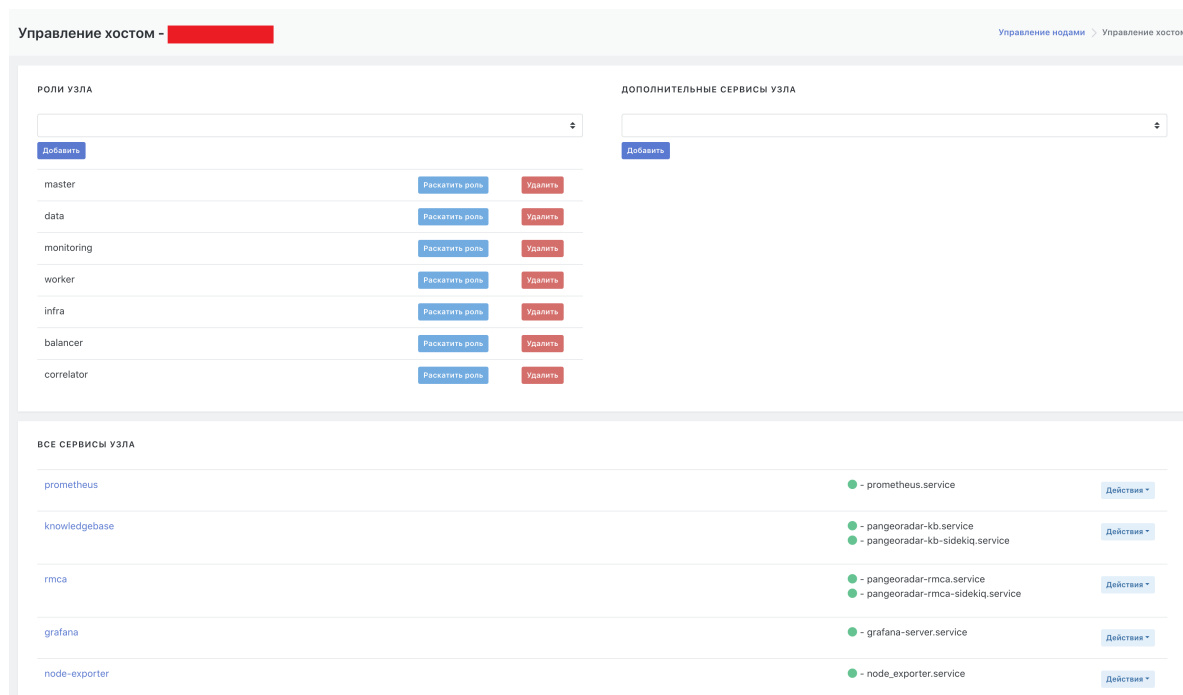 Управление хостом -
Управление нодами > Управление хостом
РОЛИ УЗЛА
Добавить
master Раскатить роль Удалить
data Раскатить роль Удалить
monitoring Раскатить роль Удалить
worker Раскатить роль Удалить
infra Раскатить роль Удалить
balancer Раскатить роль Удалить
correlator Раскатить роль Удалить
ДОПОЛНИТЕЛЬНЫЕ СЕРВИСЫ УЗЛА
Добавить
ВСЕ СЕРВИСЫ УЗЛА
prometheus - prometheus.service Действия
knowledgebase - pangeoradar-kb.service Действия
- pangeoradar-kb-sidekiq.service
rmca - pangeoradar-rmca.service Действия
- pangeoradar-rmca-sidekiq.service
grafana - grafana-server.service Действия
node-exporter - node_exporter.service Действия